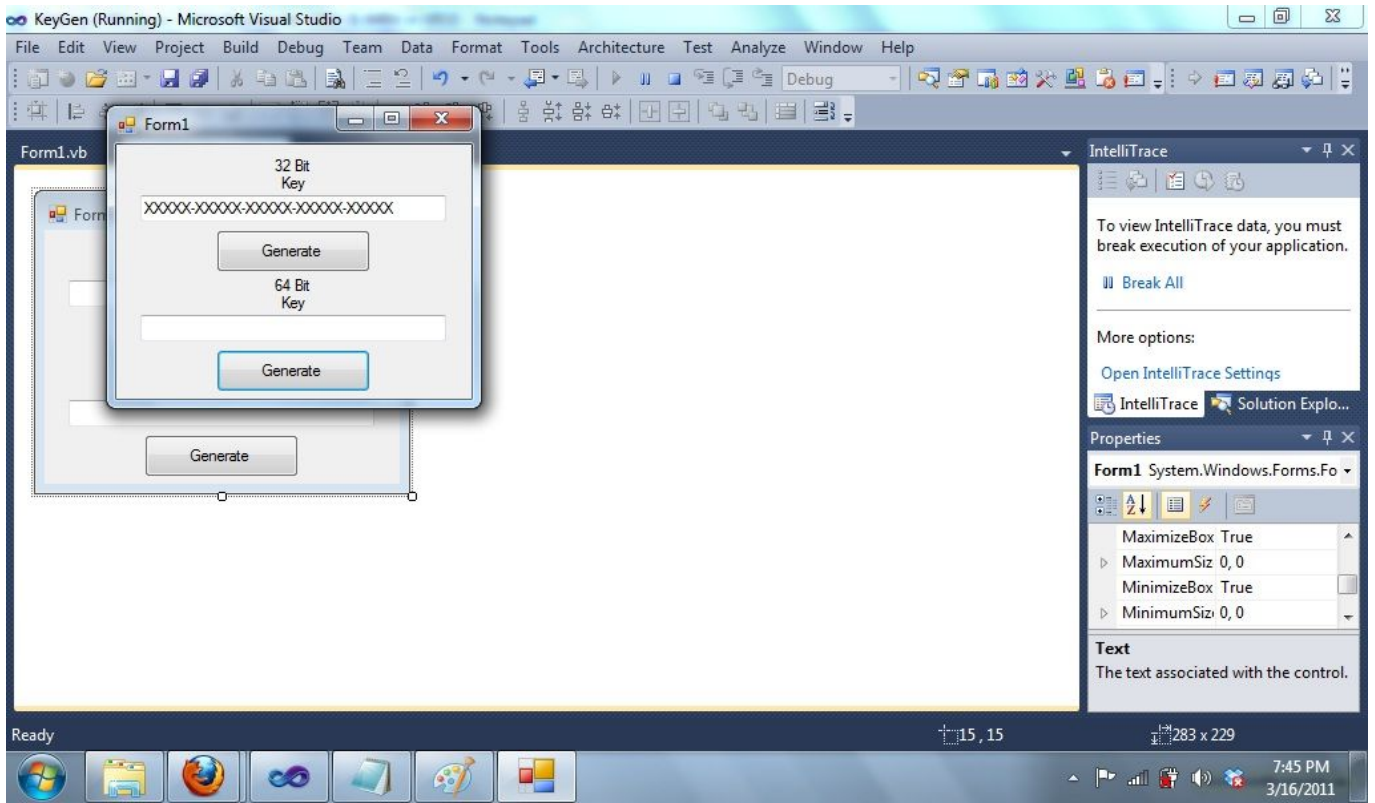 KeyGen (Running) - Microsoft Visual Studio
File Edit View Project Build Debug Team Data Format Tools Architecture Test Analyze Window Help
Debug
Form1
Form1.vb
IntelliTrace
32 Bit
Key
XXXXX-XXXXX-XXXXX-XXXXX-XXXXX
Generate
64 Bit
Key
Generate
Form
Generate
To view IntelliTrace data, you must
break execution of your application.
Break All
More options:
Open IntelliTrace Settings
IntelliTrace Solution Explo...
Properties
Form1 System.Windows.Forms.Fo
MaximizeBox True
MaximumSiz 0, 0
MinimizeBox True
MinimumSiz 0, 0
Text
The text associated with the control.
Ready
15 , 15
283 x 229
7:45 PM
3/16/2011